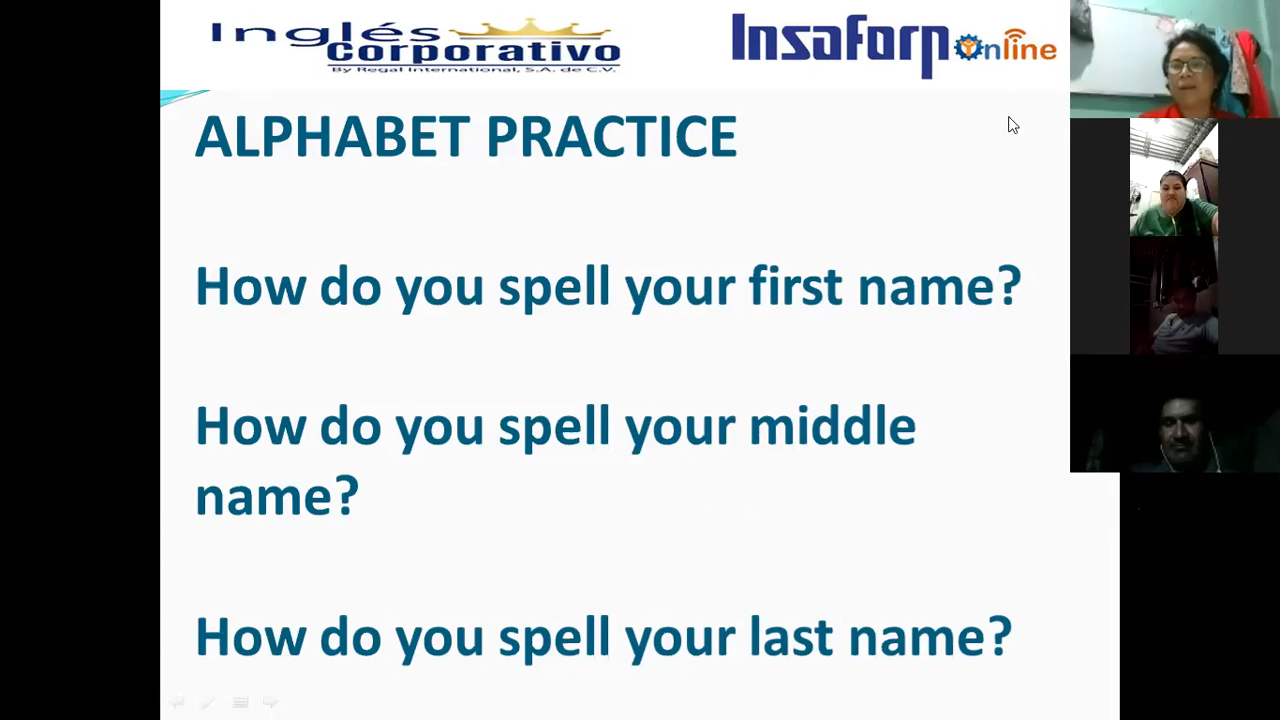 Inglés
Corporativo
By Regal International, S.A. de C.V.
Insaforp Online
ALPHABET PRACTICE
How do you spell your first name?
How do you spell your middle
name?
How do you spell your last name?